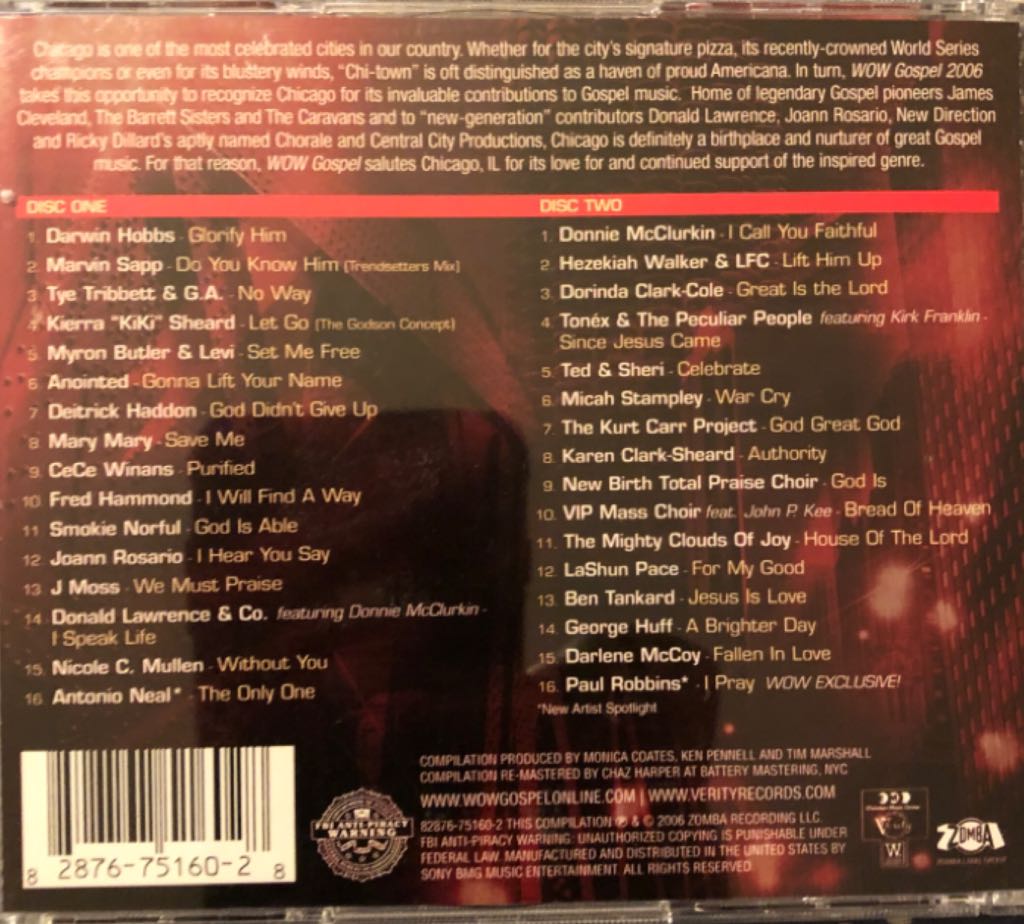 Chicago is one of the most celebrated cities in our country. Whether for the city's signature pizza, its recently-crowned World Series
champions or even for its blustery winds, "Chi-town" is oft distinguished as a haven of proud Americana. In turn, WOW Gospel 2006
takes this opportunity to recognize Chicago for its invaluable contributions to Gospel music. Home of legendary Gospel pioneers James
Cleveland, The Barrett Sisters and The Caravans and to "new-generation" contributors Donald Lawrence, Joann Rosario, New Direction
and Ricky Dillard's aptly named Chorale and Central City Productions, Chicago is definitely a birthplace and nurturer of great Gospel
music. For that reason, WOW Gospel salutes Chicago, IL for its love for and continued support of the inspired genre.
DISC ONE
1. Darwin Hobbs - Glorify Him
2. Marvin Sapp - Do You Know Him (Trendsetters Mix)
3. Tye Tribbett & G.A. - No Way
4. Kierra "KiKi" Sheard - Let Go (The Godson Concept)
5. Myron Butler & Levi - Set Me Free
6. Anointed - Gonna Lift Your Name
7. Deitrick Haddon - God Didn't Give Up
8. Mary Mary - Save Me
9. CeCe Winans - Purified
10. Fred Hammond - I Will Find A Way
11. Smokie Norful - God Is Able
12. Joann Rosario - I Hear You Say
13. J Moss - We Must Praise
14. Donald Lawrence & Co. featuring Donnie McClurkin -
I Speak Life
15. Nicole C. Mullen - Without You
16. Antonio Neal* - The Only One
DISC TWO
1. Donnie McClurkin - I Call You Faithful
2. Hezekiah Walker & LFC - Lift Him Up
3. Dorinda Clark-Cole - Great Is the Lord
4. Tonéx & The Peculiar People featuring Kirk Franklin -
Since Jesus Came
5. Ted & Sheri - Celebrate
6. Micah Stampley - War Cry
7. The Kurt Carr Project - God Great God
8. Karen Clark-Sheard - Authority
9. New Birth Total Praise Choir - God Is
10. VIP Mass Choir feat. John P. Kee - Bread Of Heaven
11. The Mighty Clouds Of Joy - House Of The Lord
12. LaShun Pace - For My Good
13. Ben Tankard - Jesus Is Love
14. George Huff - A Brighter Day
15. Darlene McCoy - Fallen In Love
16. Paul Robbins* - I Pray WOW EXCLUSIVE!
*New Artist Spotlight
COMPILATION PRODUCED BY MONICA COATES, KEN PENNELL AND TIM MARSHALL
COMPILATION RE-MASTERED BY CHAZ HARPER AT BATTERY MASTERING, NYC
WWW.WOWGOSPELONLINE.COM | WWW.VERITYRECORDS.COM
82876-75160-2 THIS COMPILATION ℗ & © 2006 ZOMBA RECORDING LLC.
FBI ANTI-PIRACY WARNING: UNAUTHORIZED COPYING IS PUNISHABLE UNDER
FEDERAL LAW. MANUFACTURED AND DISTRIBUTED IN THE UNITED STATES BY
SONY BMG MUSIC ENTERTAINMENT. ALL RIGHTS RESERVED.
8 2876-75160-2 8
FBI ANTI-PIRACY
WARNING
Verity
W
ZOMBA
ZOMBA LABEL GROUP